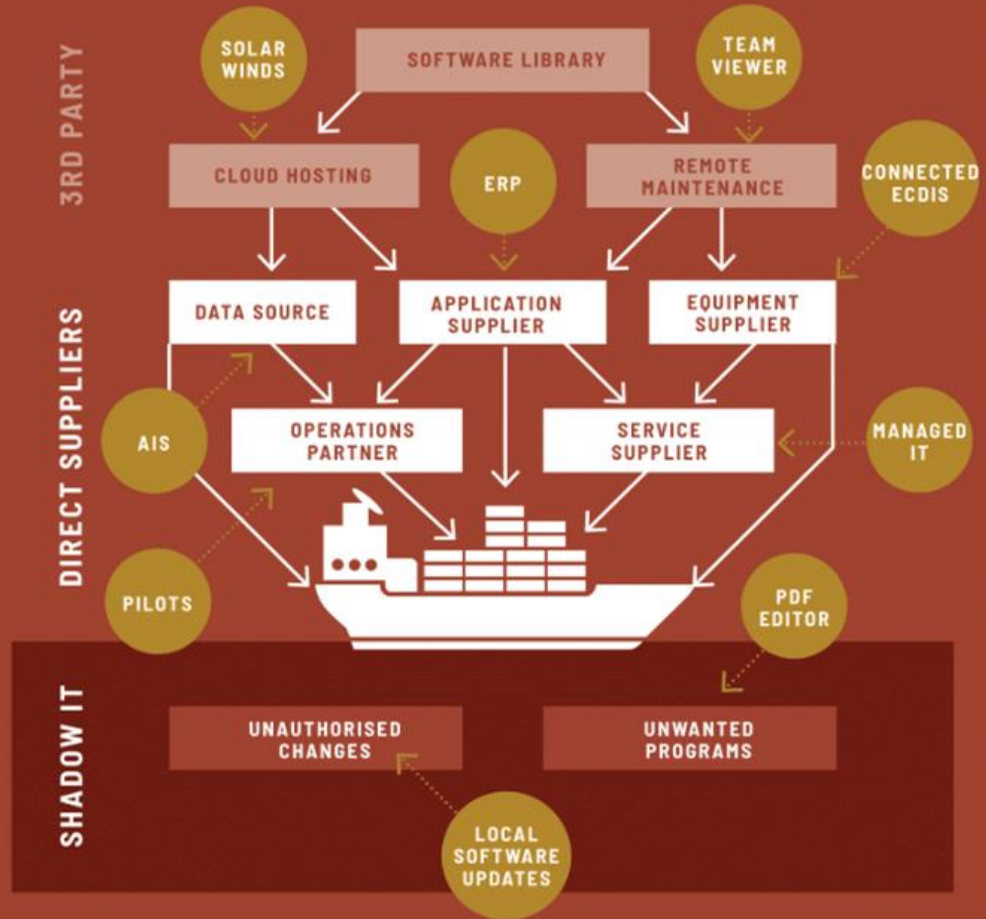 3RD PARTY
SOLAR
WINDS
SOFTWARE LIBRARY
TEAM
VIEWER
CLOUD HOSTING
ERP
REMOTE
MAINTENANCE
CONNECTED
ECDIS
DIRECT SUPPLIERS
DATA SOURCE
APPLICATION
SUPPLIER
EQUIPMENT
SUPPLIER
AIS
OPERATIONS
PARTNER
SERVICE
SUPPLIER
MANAGED
IT
PILOTS
PDF
EDITOR
SHADOW IT
UNAUTHORISED
CHANGES
UNWANTED
PROGRAMS
LOCAL
SOFTWARE
UPDATES